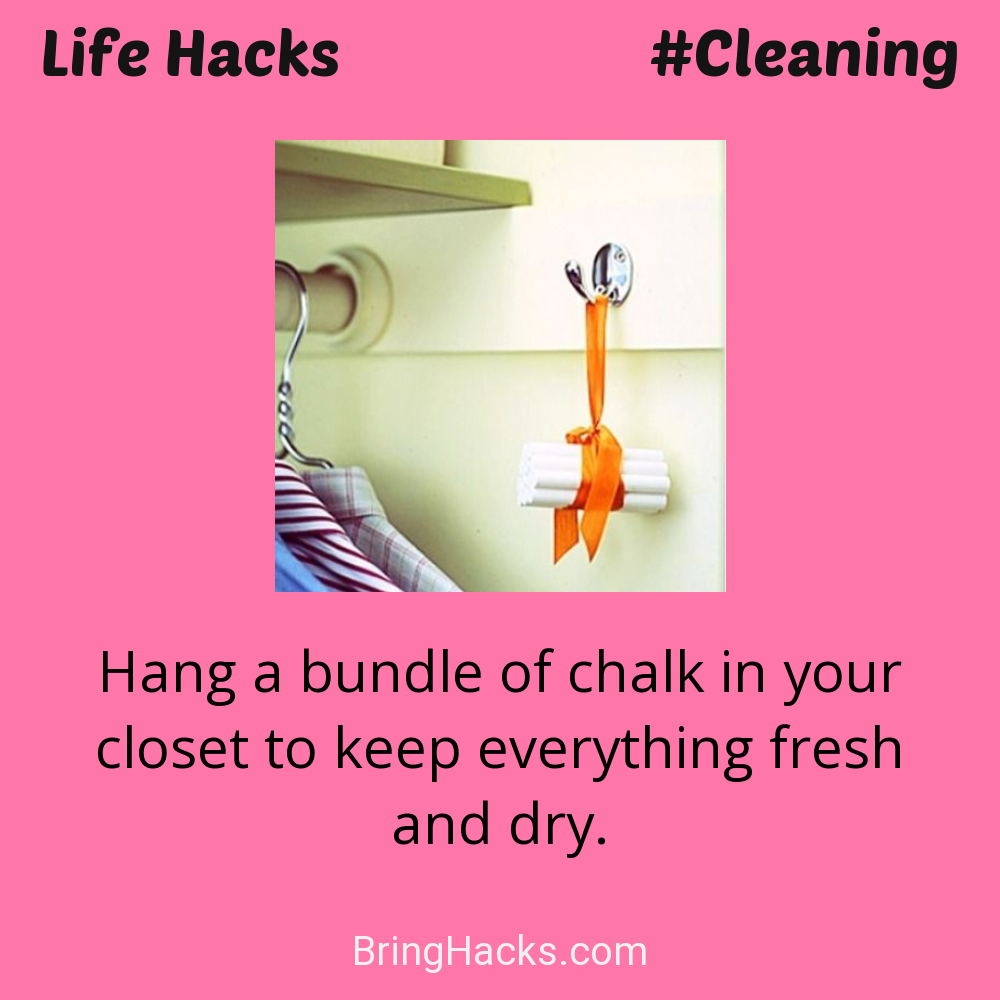 Life Hacks #Cleaning
Hang a bundle of chalk in your
closet to keep everything fresh
and dry.
BringHacks.com